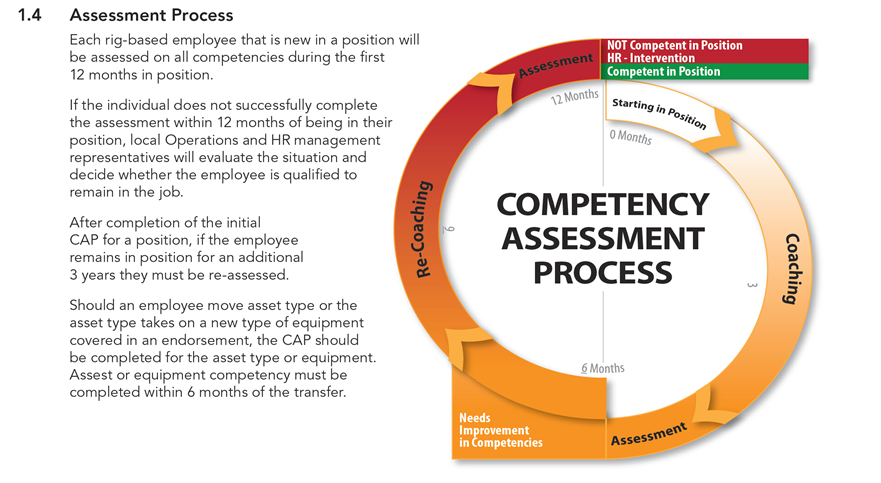 1.4 Assessment Process
Each rig-based employee that is new in a position will
be assessed on all competencies during the first
12 months in position.
If the individual does not successfully complete
the assessment within 12 months of being in their
position, local Operations and HR management
representatives will evaluate the situation and
decide whether the employee is qualified to
remain in the job.
After completion of the initial
CAP for a position, if the employee
remains in position for an additional
3 years they must be re-assessed.
Should an employee move asset type or the
asset type takes on a new type of equipment
covered in an endorsement, the CAP should
be completed for the asset type or equipment.
Assest or equipment competency must be
completed within 6 months of the transfer.
NOT Competent in Position
HR - Intervention
Competent in Position
Assessment
12 Months
Starting in Position
0 Months
COMPETENCY
ASSESSMENT
PROCESS
Coaching
3
6 Months
Assessment
Needs
Improvement
in Competencies
Re-Coaching
9